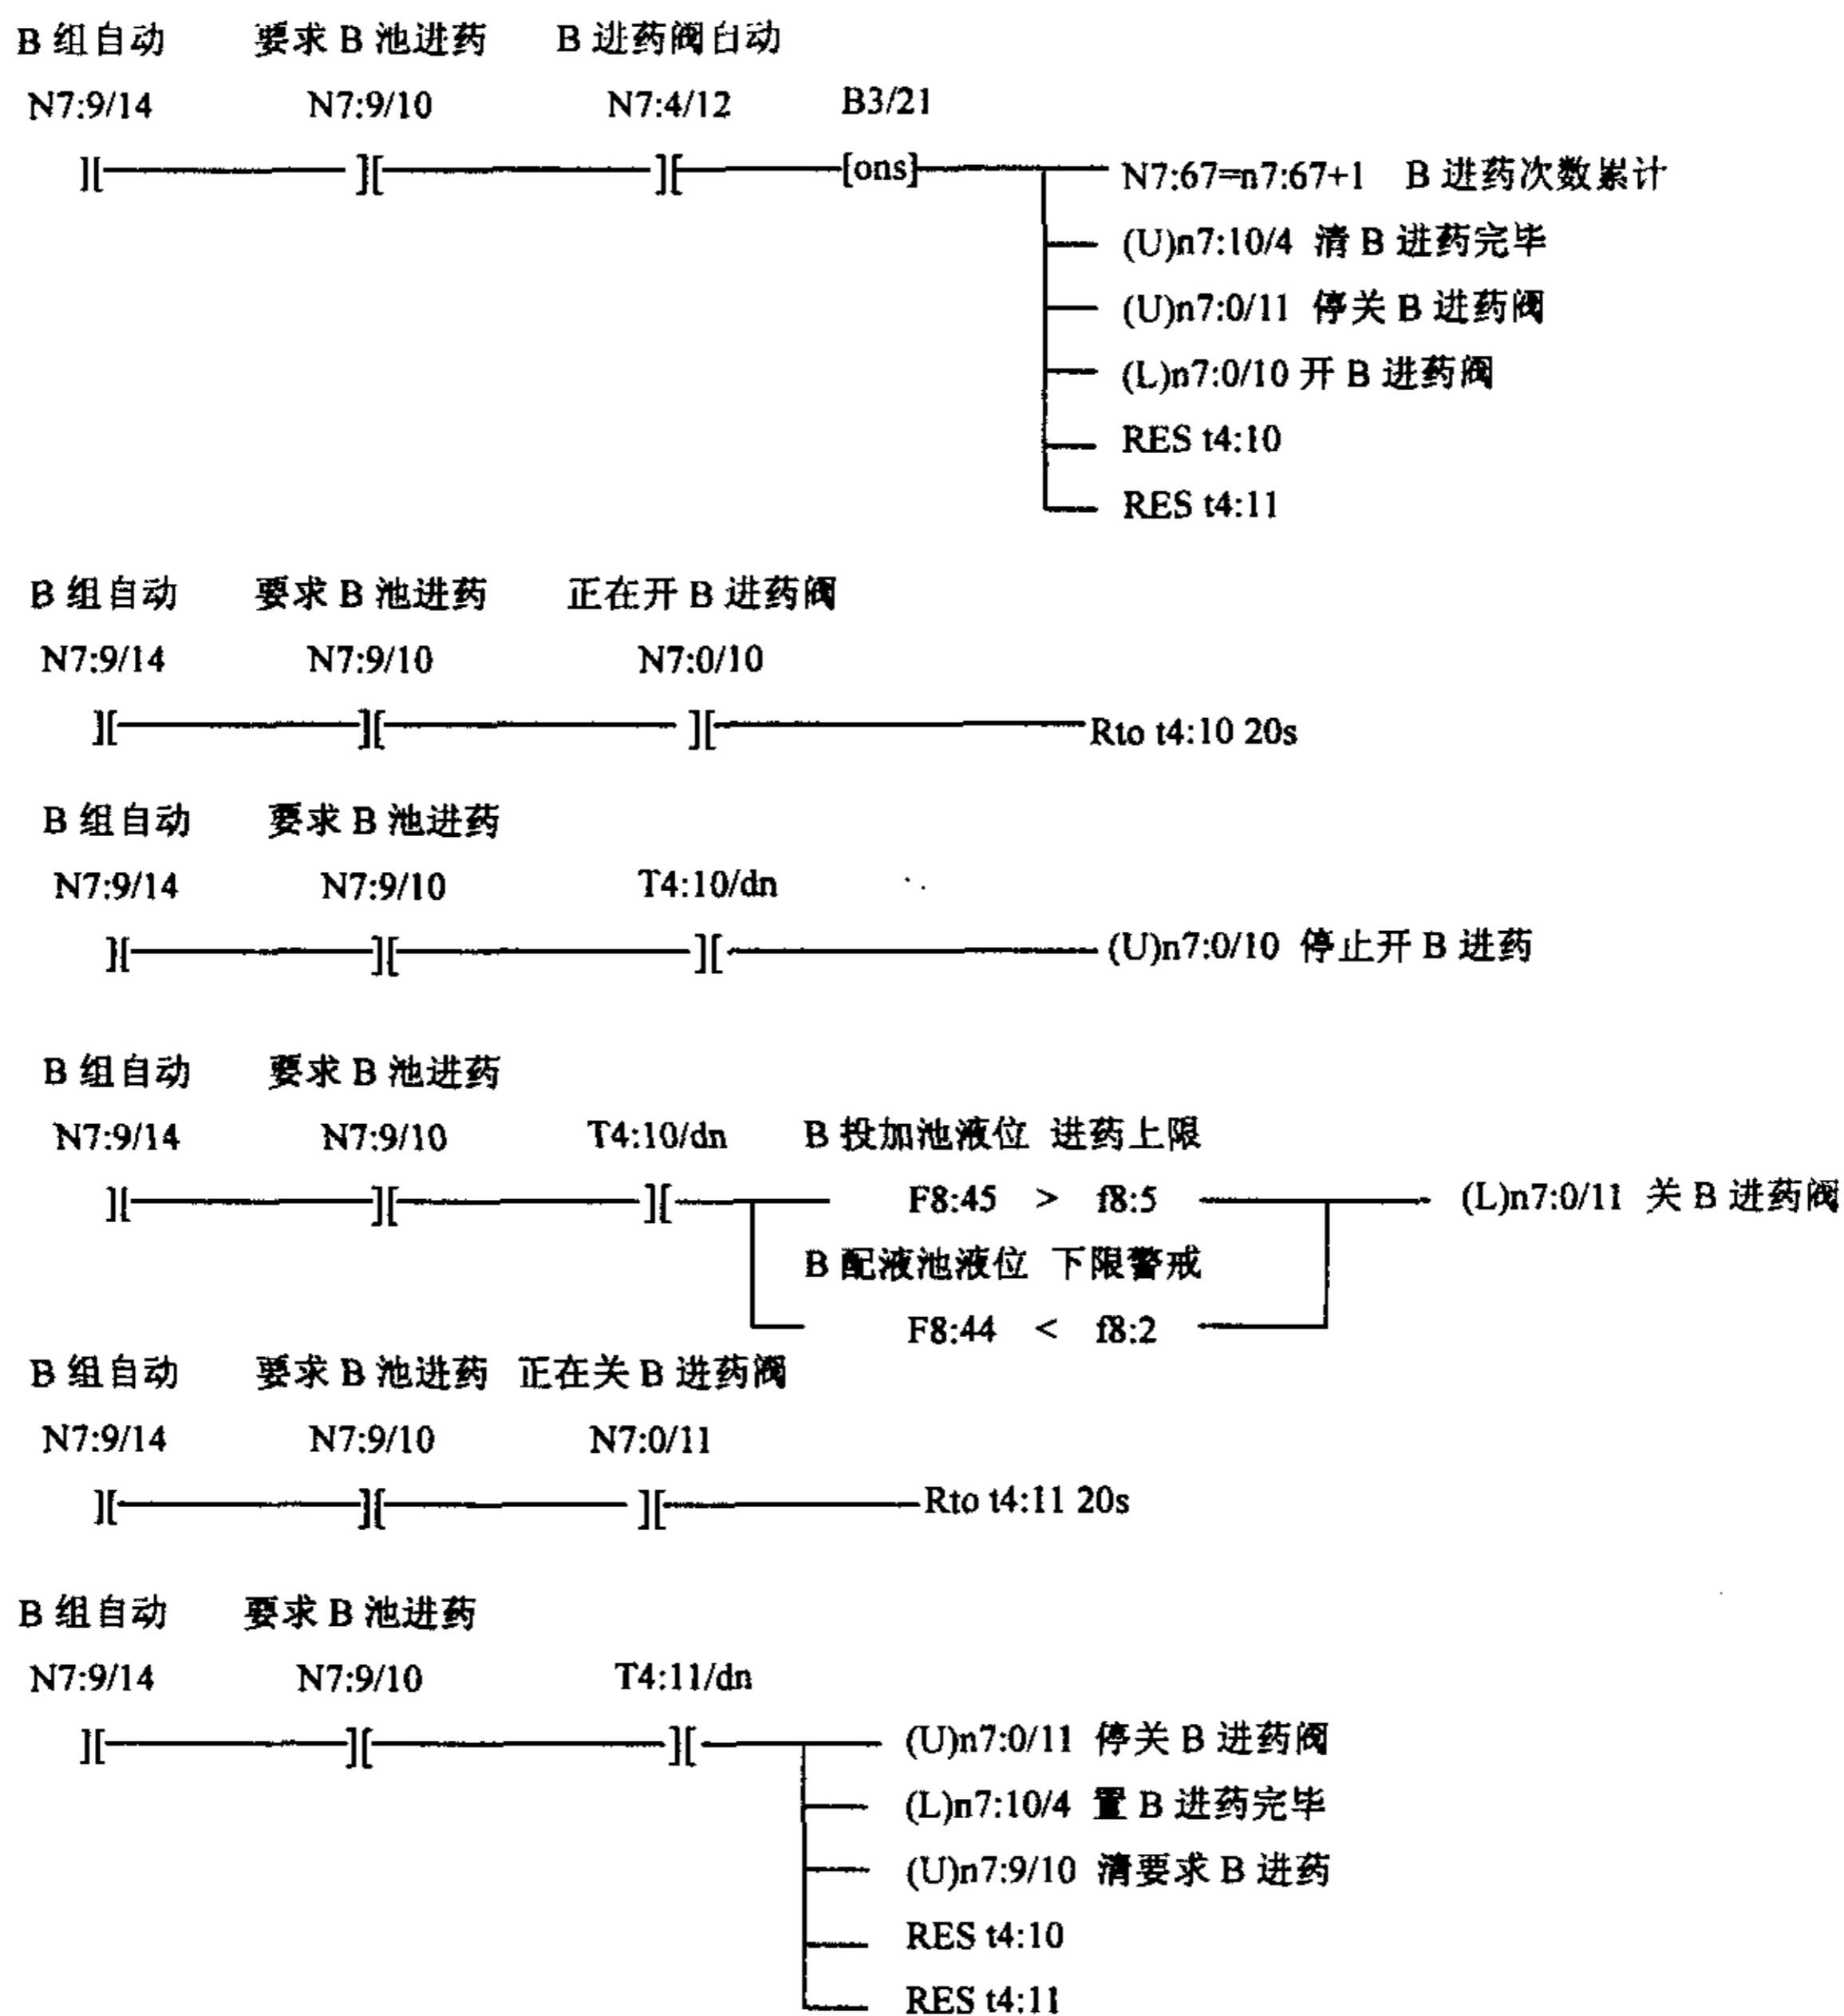 B 组自动 要求 B 池进药 B 进药阀自动
N7:9/14 N7:9/10 N7:4/12 B3/21
][ ][ ][ [ons] N7:67=n7:67+1 B 进药次数累计
(U)n7:10/4 清 B 进药完毕
(U)n7:0/11 停关 B 进药阀
(L)n7:0/10 开 B 进药阀
RES t4:10
RES t4:11
B 组自动 要求 B 池进药 正在开 B 进药阀
N7:9/14 N7:9/10 N7:0/10
][ ][ ][ Rto t4:10 20s
B 组自动 要求 B 池进药
N7:9/14 N7:9/10 T4:10/dn
][ ][ ][ (U)n7:0/10 停止开 B 进药
B 组自动 要求 B 池进药
N7:9/14 N7:9/10 T4:10/dn B 投加池液位 进药上限
][ ][ ][ F8:45 > f8:5 (L)n7:0/11 关 B 进药阀
B 配液池液位 下限警戒
F8:44 < f8:2
B 组自动 要求 B 池进药 正在关 B 进药阀
N7:9/14 N7:9/10 N7:0/11
][ ][ ][ Rto t4:11 20s
B 组自动 要求 B 池进药
N7:9/14 N7:9/10 T4:11/dn
][ ][ ][ (U)n7:0/11 停关 B 进药阀
(L)n7:10/4 置 B 进药完毕
(U)n7:9/10 清要求 B 进药
RES t4:10
RES t4:11